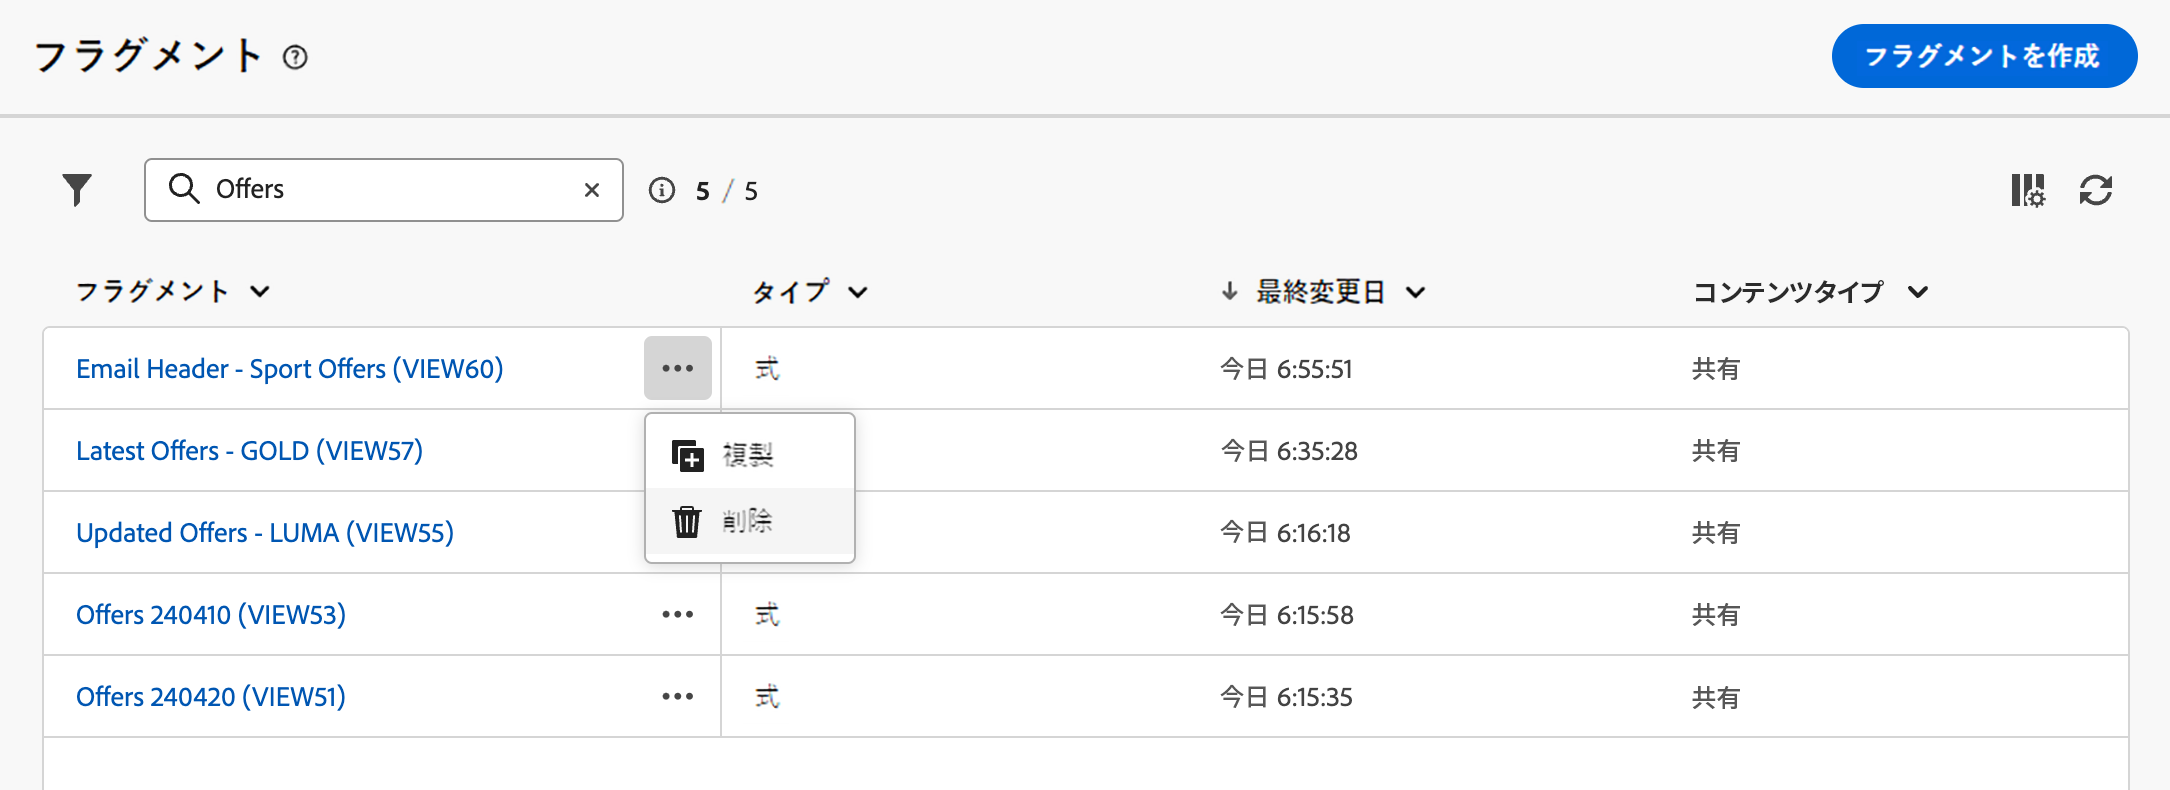 フラグメント
フラグメントを作成
Offers
5 / 5
フラグメント タイプ 最終変更日 コンテンツタイプ
Email Header - Sport Offers (VIEW60) 式 今日 6:55:51 共有
Latest Offers - GOLD (VIEW57) 今日 6:35:28 共有
複製
削除
Updated Offers - LUMA (VIEW55) 今日 6:16:18 共有
Offers 240410 (VIEW53) 式 今日 6:15:58 共有
Offers 240420 (VIEW51) 式 今日 6:15:35 共有